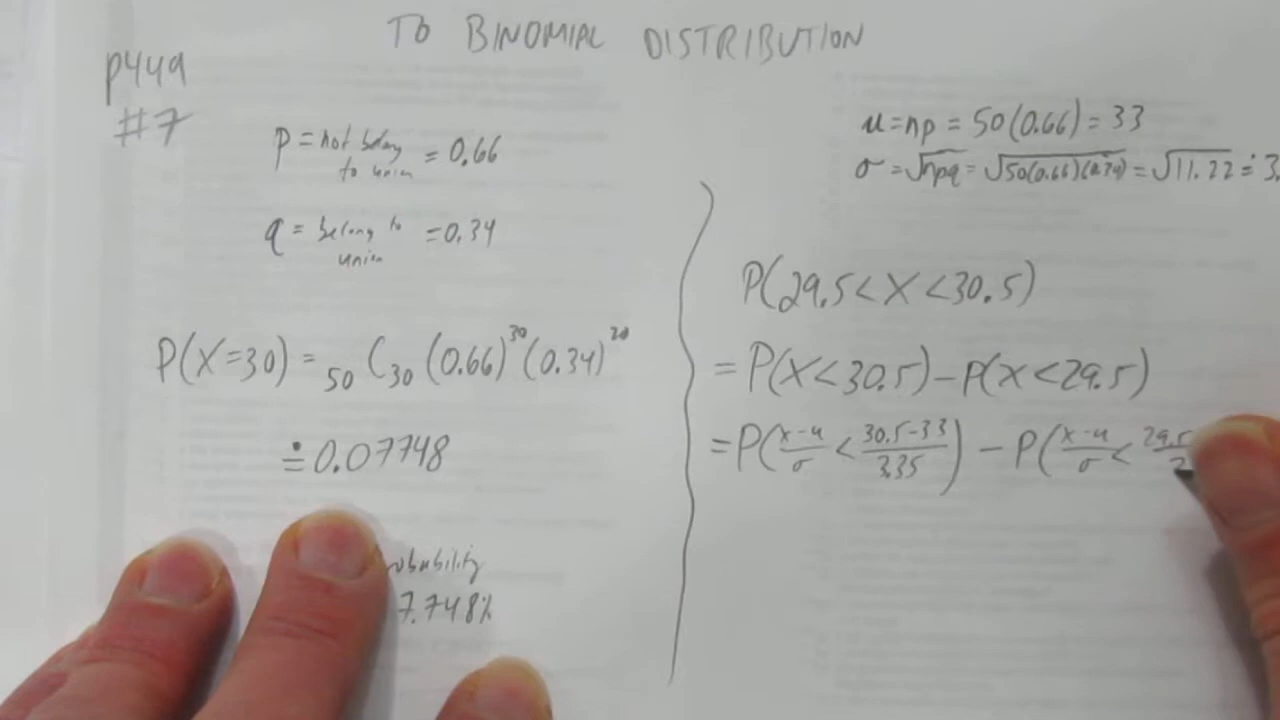 TO BINOMIAL DISTRIBUTION
p449
#7
p = not belong to union = 0.66
q = belong to union = 0.34
P(X=30) = ₅₀C₃₀ (0.66)³⁰(0.34)²⁰
≐ 0.07748
7.748%
u = np = 50(0.66) = 33
σ = √npq = √50(0.66)(0.34) = √11.22 ≐ 3.
P(29.5 < X < 30.5)
= P(X < 30.5) – P(X < 29.5)
= P(x-u/σ < 30.5-33/3.35) – P(x-u/σ <